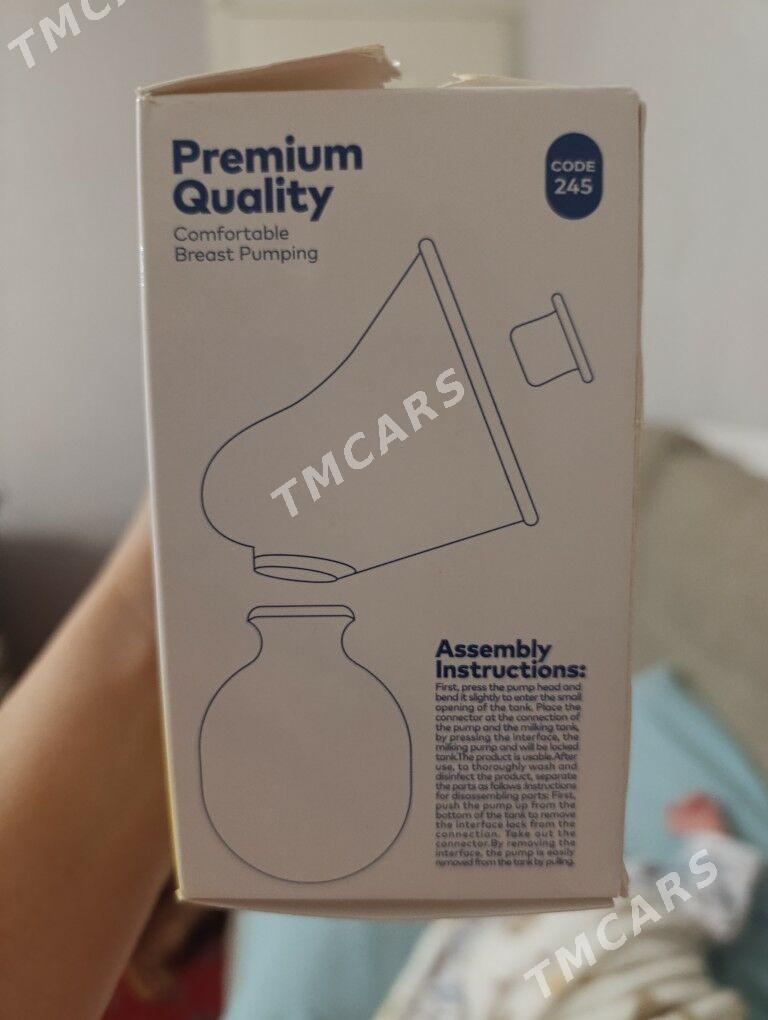 TMCARS
Premium
Quality
Comfortable
Breast Pumping
CODE
245
TMCARS
Assembly
Instructions:
First, press the pump head and
bend it slightly to enter the small
opening of the tank. Place the
connector at the connection of
the pump and the milking tank,
by pressing the interface, the
milking pump and will be locked
tank.The product is usable.After
use, to thoroughly wash and
disinfect the product, separate
the parts as follows .Instructions
for disassembling parts: First,
push the pump up from the
bottom of the tank to remove
the interface lock from the
connection. Take out the
connector.By removing the
interface, the pump is easily
removed from the tank by pulling.
TMCARS